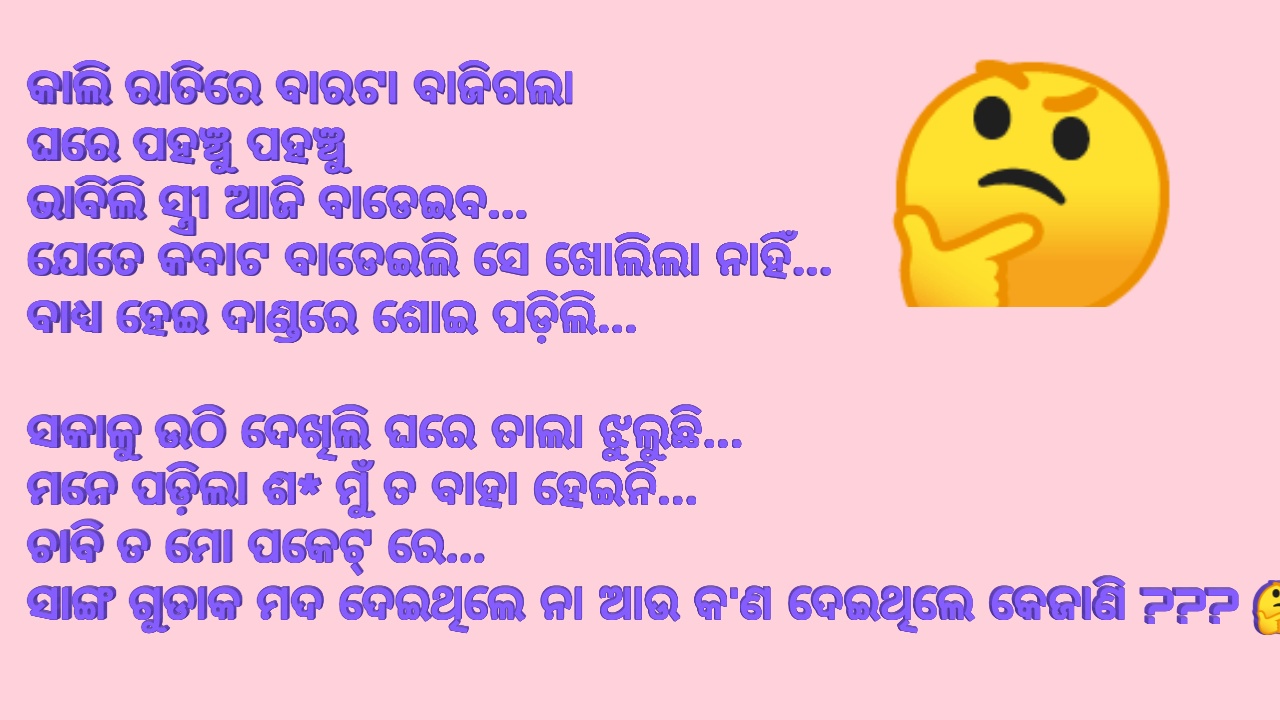 କାଲି ରାତିରେ ବାରଟା ବାଜିଗଲା
ଘରେ ପହଞ୍ଚୁ ପହଞ୍ଚୁ
ଭାବିଲି ସ୍ତ୍ରୀ ଆଜି ବାଡେଇବ...
ଯେତେ କବାଟ ବାଡେଇଲି ସେ ଖୋଲିଲା ନାହିଁ...
ବାଧ୍ୟ ହେଇ ଦାଣ୍ଡରେ ଶୋଇ ପଡ଼ିଲି...
ସକାଳୁ ଉଠି ଦେଖିଲି ଘରେ ତାଲା ଝୁଲୁଛି...
ମନେ ପଡ଼ିଲା ଶ* ମୁଁ ତ ବାହା ହେଇନି...
ଚାବି ତ ମୋ ପକେଟ୍ ରେ...
ସାଙ୍ଗ ଗୁଡାକ ମଦ ଦେଇଥିଲେ ନା ଆଉ କ'ଣ ଦେଇଥିଲେ କେଜାଣି ???